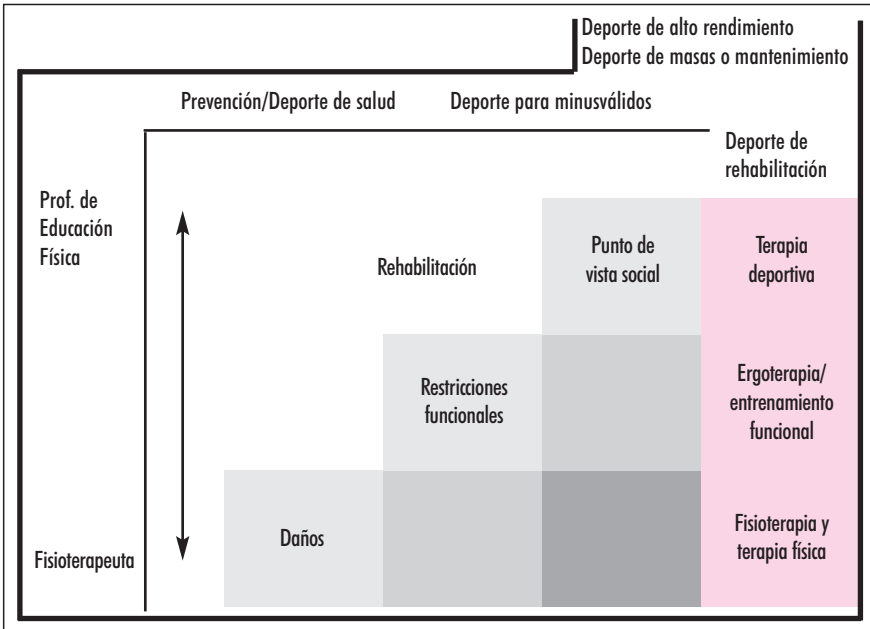 Deporte de alto rendimiento
Deporte de masas o mantenimiento
Prevención/Deporte de salud
Deporte para minusválidos
Deporte de
rehabilitación
Prof. de
Educación
Física
Rehabilitación
Punto de
vista social
Terapia
deportiva
Restricciones
funcionales
Ergoterapia/
entrenamiento
funcional
Fisioterapeuta
Daños
Fisioterapia y
terapia física